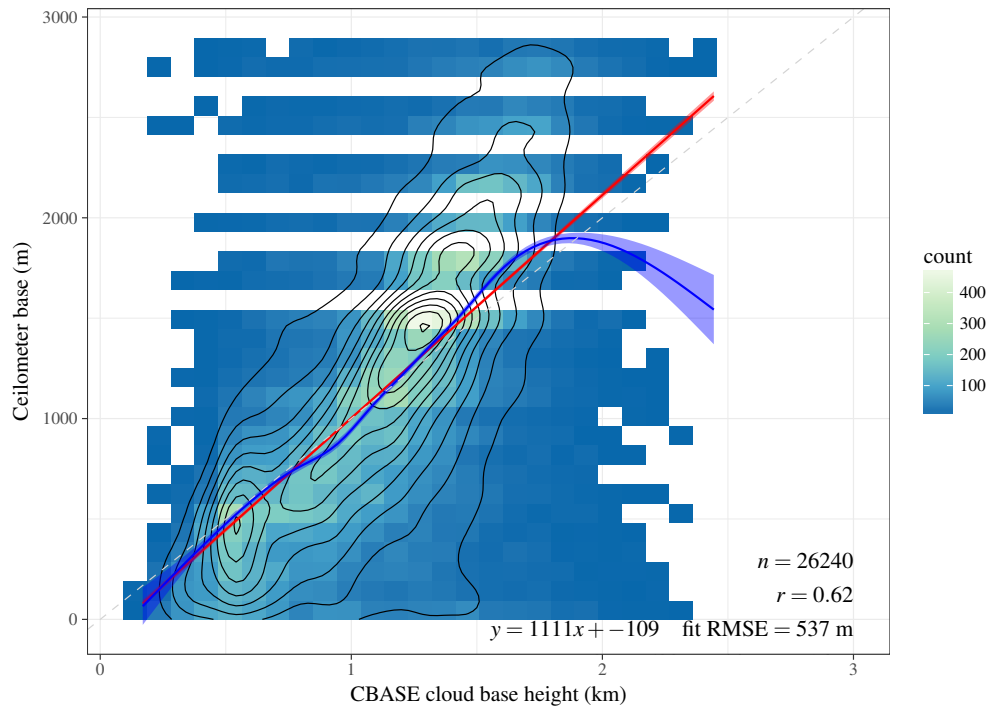 3000
2000
1000
0
Ceilometer base (m)
0
1
2
3
CBASE cloud base height (km)
n = 26240
r = 0.62
y = 1111x + −109 fit RMSE = 537 m
count
400
300
200
100